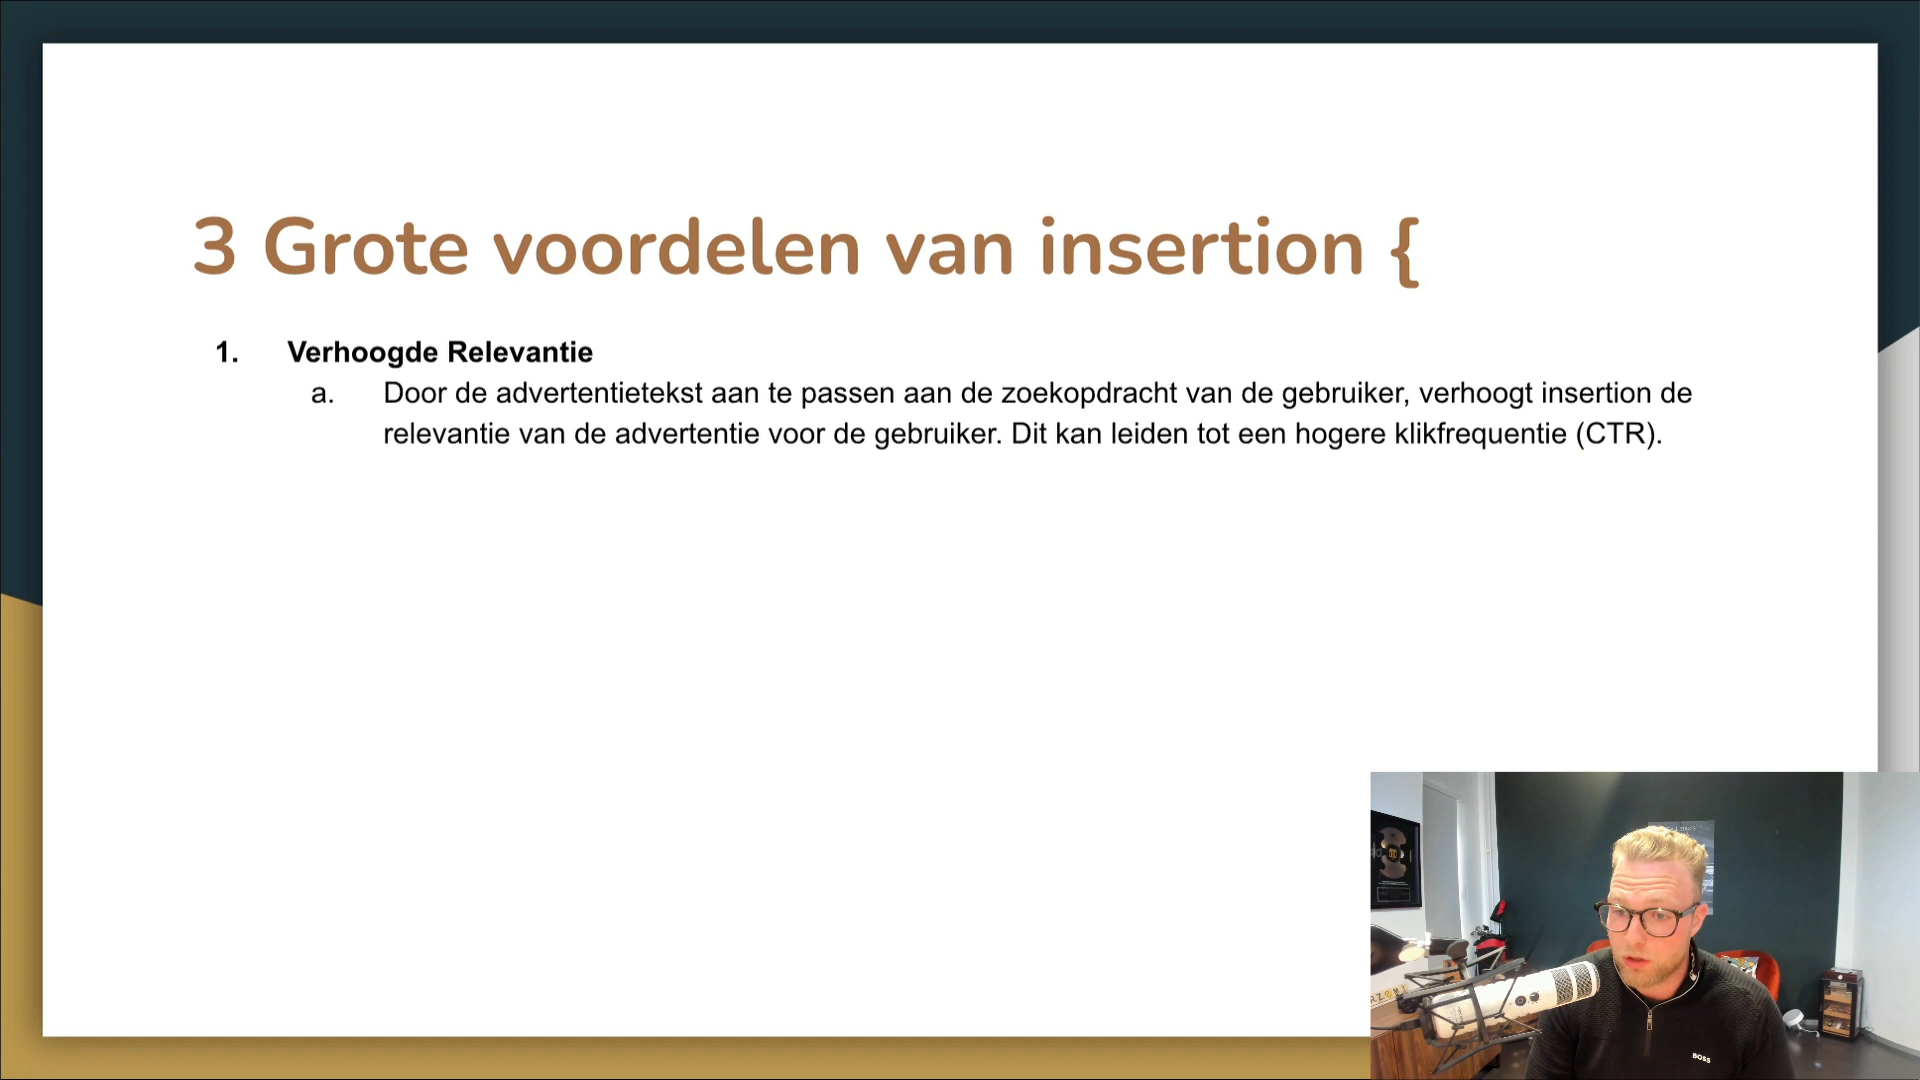 3 Grote voordelen van insertion {
1. Verhoogde Relevantie
a. Door de advertentietekst aan te passen aan de zoekopdracht van de gebruiker, verhoogt insertion de
relevantie van de advertentie voor de gebruiker. Dit kan leiden tot een hogere klikfrequentie (CTR).
BOSS